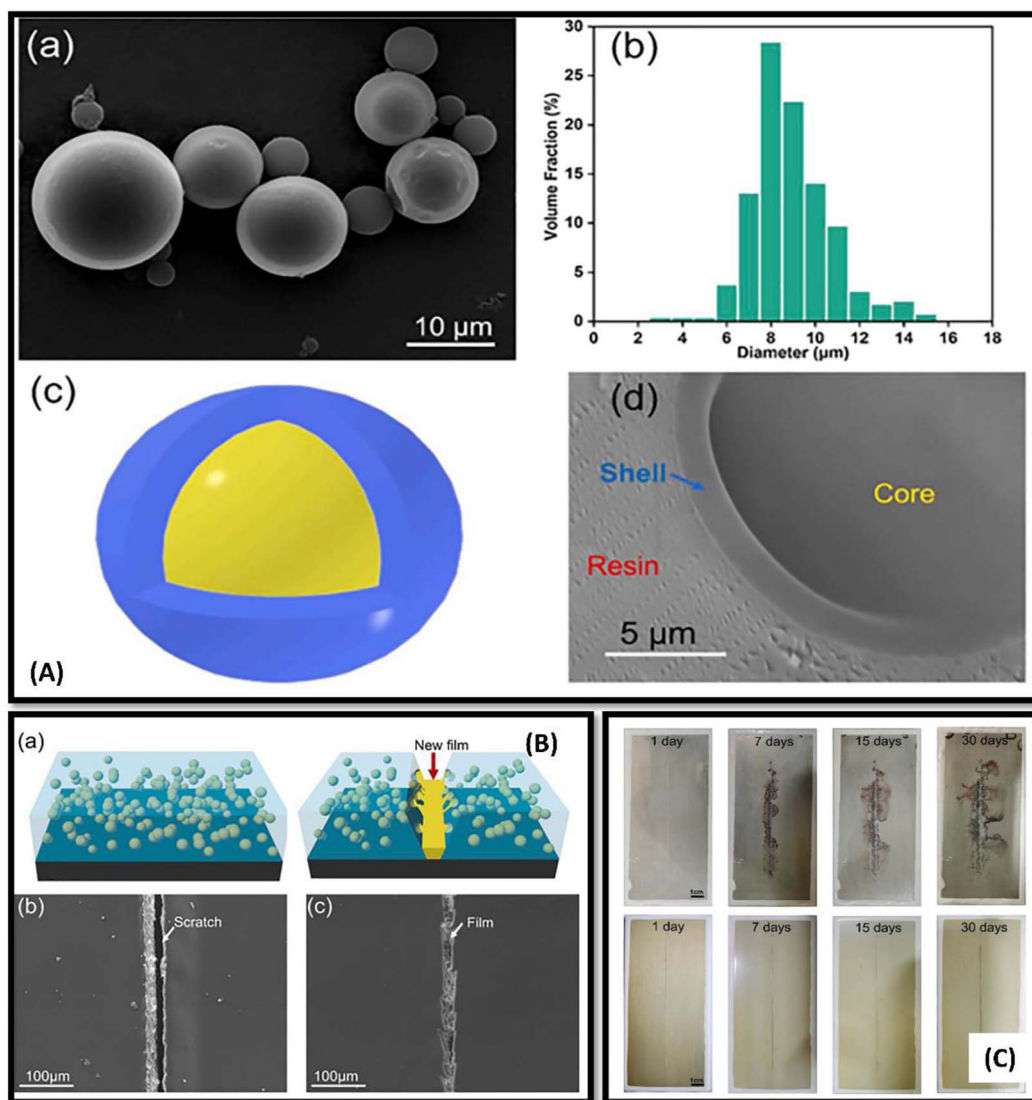 (a)
10 µm
(b)
Volume Fraction (%)
30
25
20
15
10
5
0
0 2 4 6 8 10 12 14 16 18
Diameter (µm)
(c)
(A)
(d)
Shell
Core
Resin
5 µm
(a)
New film
(B)
(b)
Scratch
100µm
(c)
Film
100µm
1 day
7 days
15 days
30 days
1cm
1 day
7 days
15 days
30 days
1cm
(C)